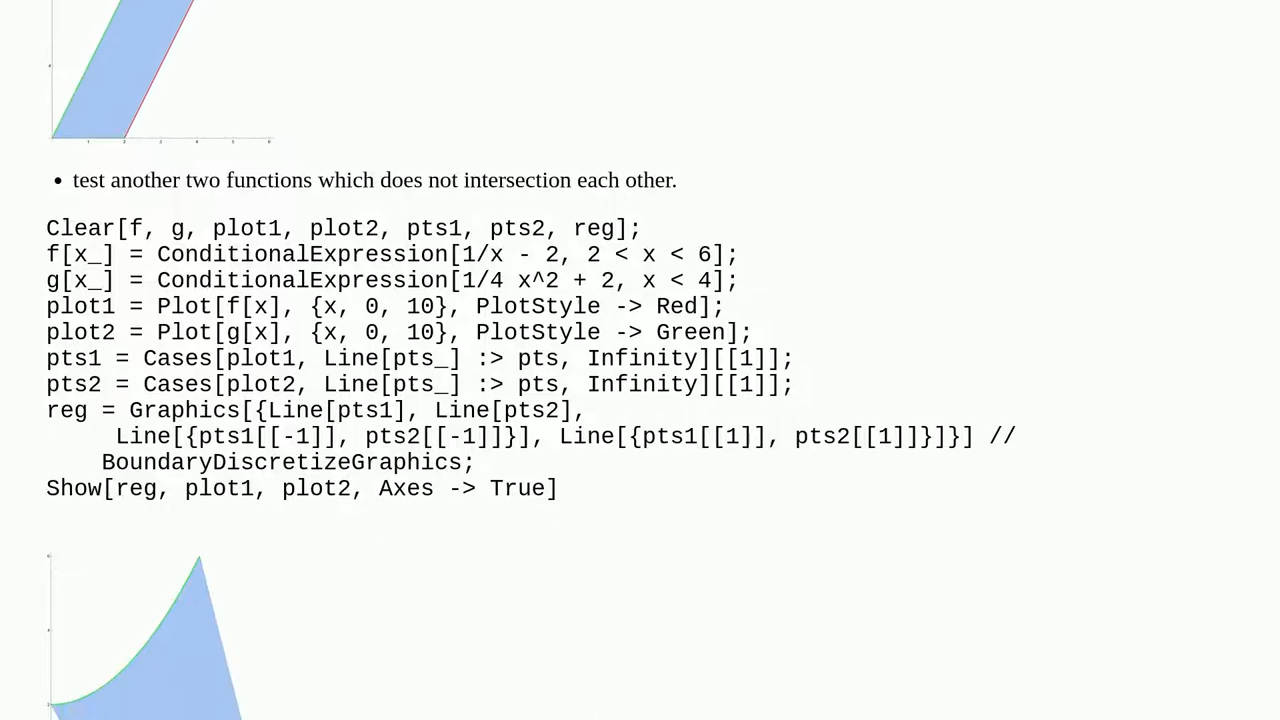 • test another two functions which does not intersection each other.
Clear[f, g, plot1, plot2, pts1, pts2, reg];
f[x_] = ConditionalExpression[1/x - 2, 2 < x < 6];
g[x_] = ConditionalExpression[1/4 x^2 + 2, x < 4];
plot1 = Plot[f[x], {x, 0, 10}, PlotStyle -> Red];
plot2 = Plot[g[x], {x, 0, 10}, PlotStyle -> Green];
pts1 = Cases[plot1, Line[pts_] :> pts, Infinity][[1]];
pts2 = Cases[plot2, Line[pts_] :> pts, Infinity][[1]];
reg = Graphics[{Line[pts1], Line[pts2],
     Line[{pts1[[-1]], pts2[[-1]]}], Line[{pts1[[1]], pts2[[1]]}]}] //
    BoundaryDiscretizeGraphics;
Show[reg, plot1, plot2, Axes -> True]